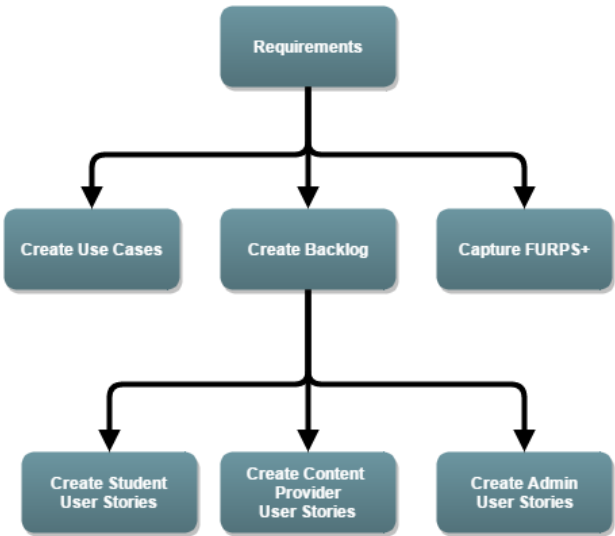 Requirements
Create Use Cases
Create Backlog
Capture FURPS+
Create Student
User Stories
Create Content
Provider
User Stories
Create Admin
User Stories